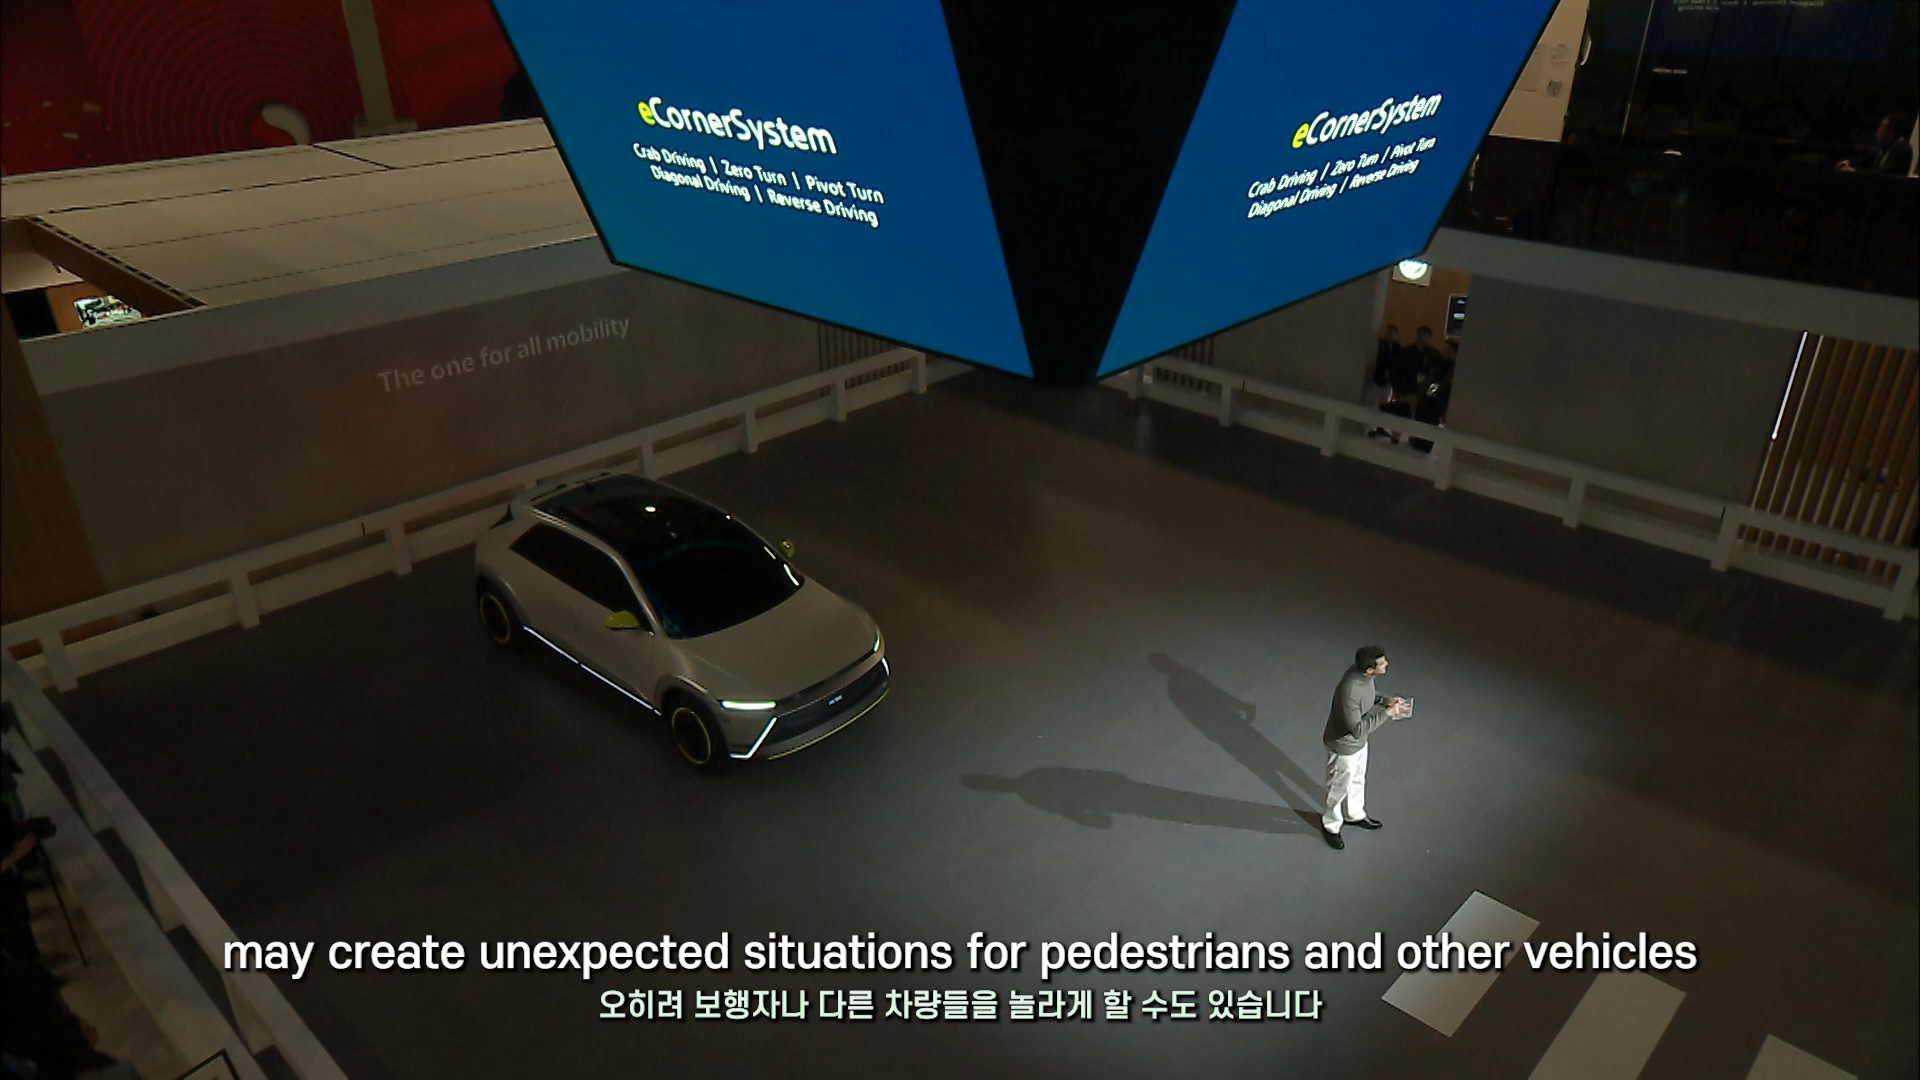 eCornerSystem
Crab Driving | Zero Turn | Pivot Turn
Diagonal Driving | Reverse Driving
eCornerSystem
Crab Driving / Zero Turn / Pivot Turn
Diagonal Driving / Reverse Driving
The one for all mobility
may create unexpected situations for pedestrians and other vehicles
오히려 보행자나 다른 차량들을 놀라게 할 수도 있습니다